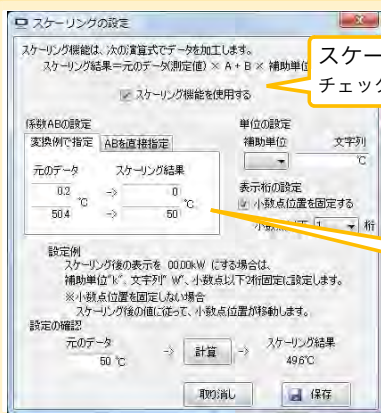 スケーリングの設定
スケーリング機能は、次の演算式でデータを加工します。
スケーリング結果=元のデータ(測定値) × A + B × 補助単位
スケー
チェック
スケーリング機能を使用する
係数ABの設定
変換例で指定 ABを直接指定
元のデータ スケーリング結果
0.2 -> 0
℃ ℃
50.4 -> 50
単位の設定
補助単位 文字列
℃
表示桁の設定
小数点位置を固定する
1 桁
設定例
スケーリング後の表示を 00.00kW にする場合は、
補助単位"k"、文字列"W"、小数点以下2桁固定に設定します。
※小数点位置を固定しない場合
スケーリング後の値に従って、小数点位置が移動します。
設定の確認
元のデータ スケーリング結果
50 ℃ -> 計算 -> 49.6℃
取り消し 保存